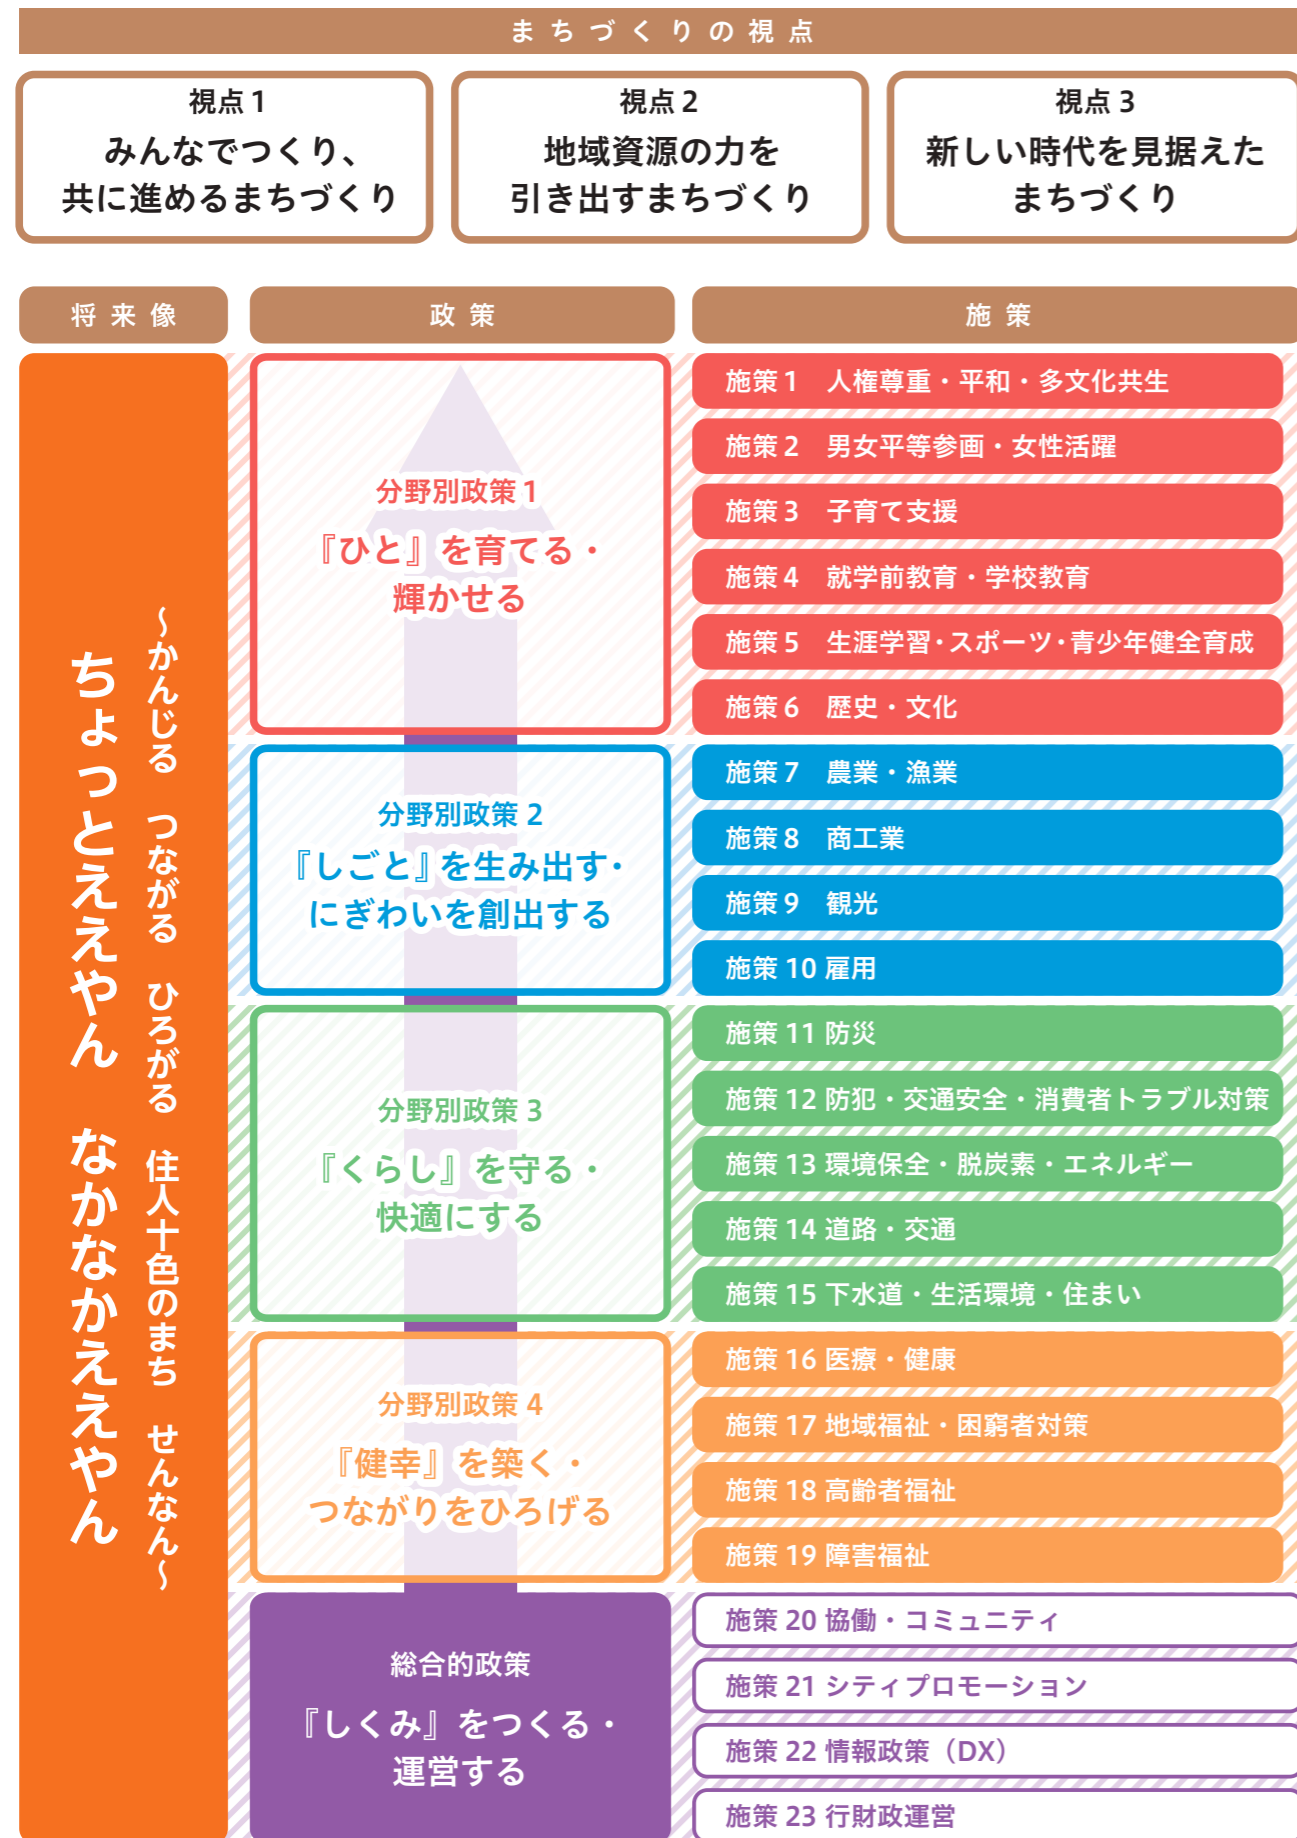 まちづくりの視点
視点1
みんなでつくり、
共に進めるまちづくり
視点2
地域資源の力を
引き出すまちづくり
視点3
新しい時代を見据えた
まちづくり
将来像
政策
施策
～かんじる　つながる　ひろがる　住人十色のまち　せんなん～
ちょっとええやん　なかなかええやん
分野別政策1
『ひと』を育てる・
輝かせる
施策1　人権尊重・平和・多文化共生
施策2　男女平等参画・女性活躍
施策3　子育て支援
施策4　就学前教育・学校教育
施策5　生涯学習・スポーツ・青少年健全育成
施策6　歴史・文化
分野別政策2
『しごと』を生み出す・
にぎわいを創出する
施策7　農業・漁業
施策8　商工業
施策9　観光
施策10 雇用
分野別政策3
『くらし』を守る・
快適にする
施策11 防災
施策12 防犯・交通安全・消費者トラブル対策
施策13 環境保全・脱炭素・エネルギー
施策14 道路・交通
施策15 下水道・生活環境・住まい
分野別政策4
『健幸』を築く・
つながりをひろげる
施策16 医療・健康
施策17 地域福祉・困窮者対策
施策18 高齢者福祉
施策19 障害福祉
総合的政策
『しくみ』をつくる・
運営する
施策20 協働・コミュニティ
施策21 シティプロモーション
施策22 情報政策（DX）
施策23 行財政運営